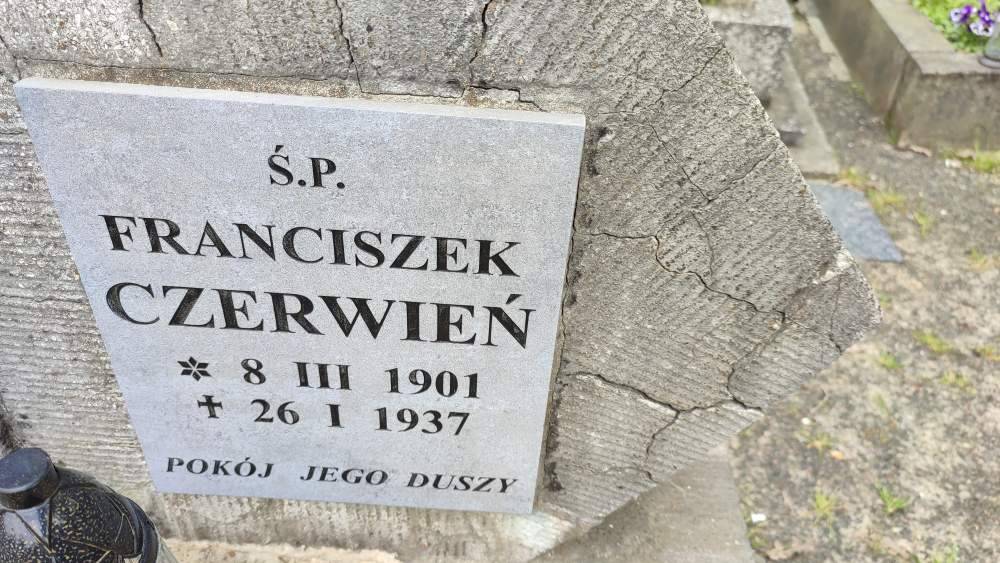 Ś.P.
FRANCISZEK
CZERWIEŃ
* 8 III 1901
✝ 26 I 1937
POKÓJ JEGO DUSZY